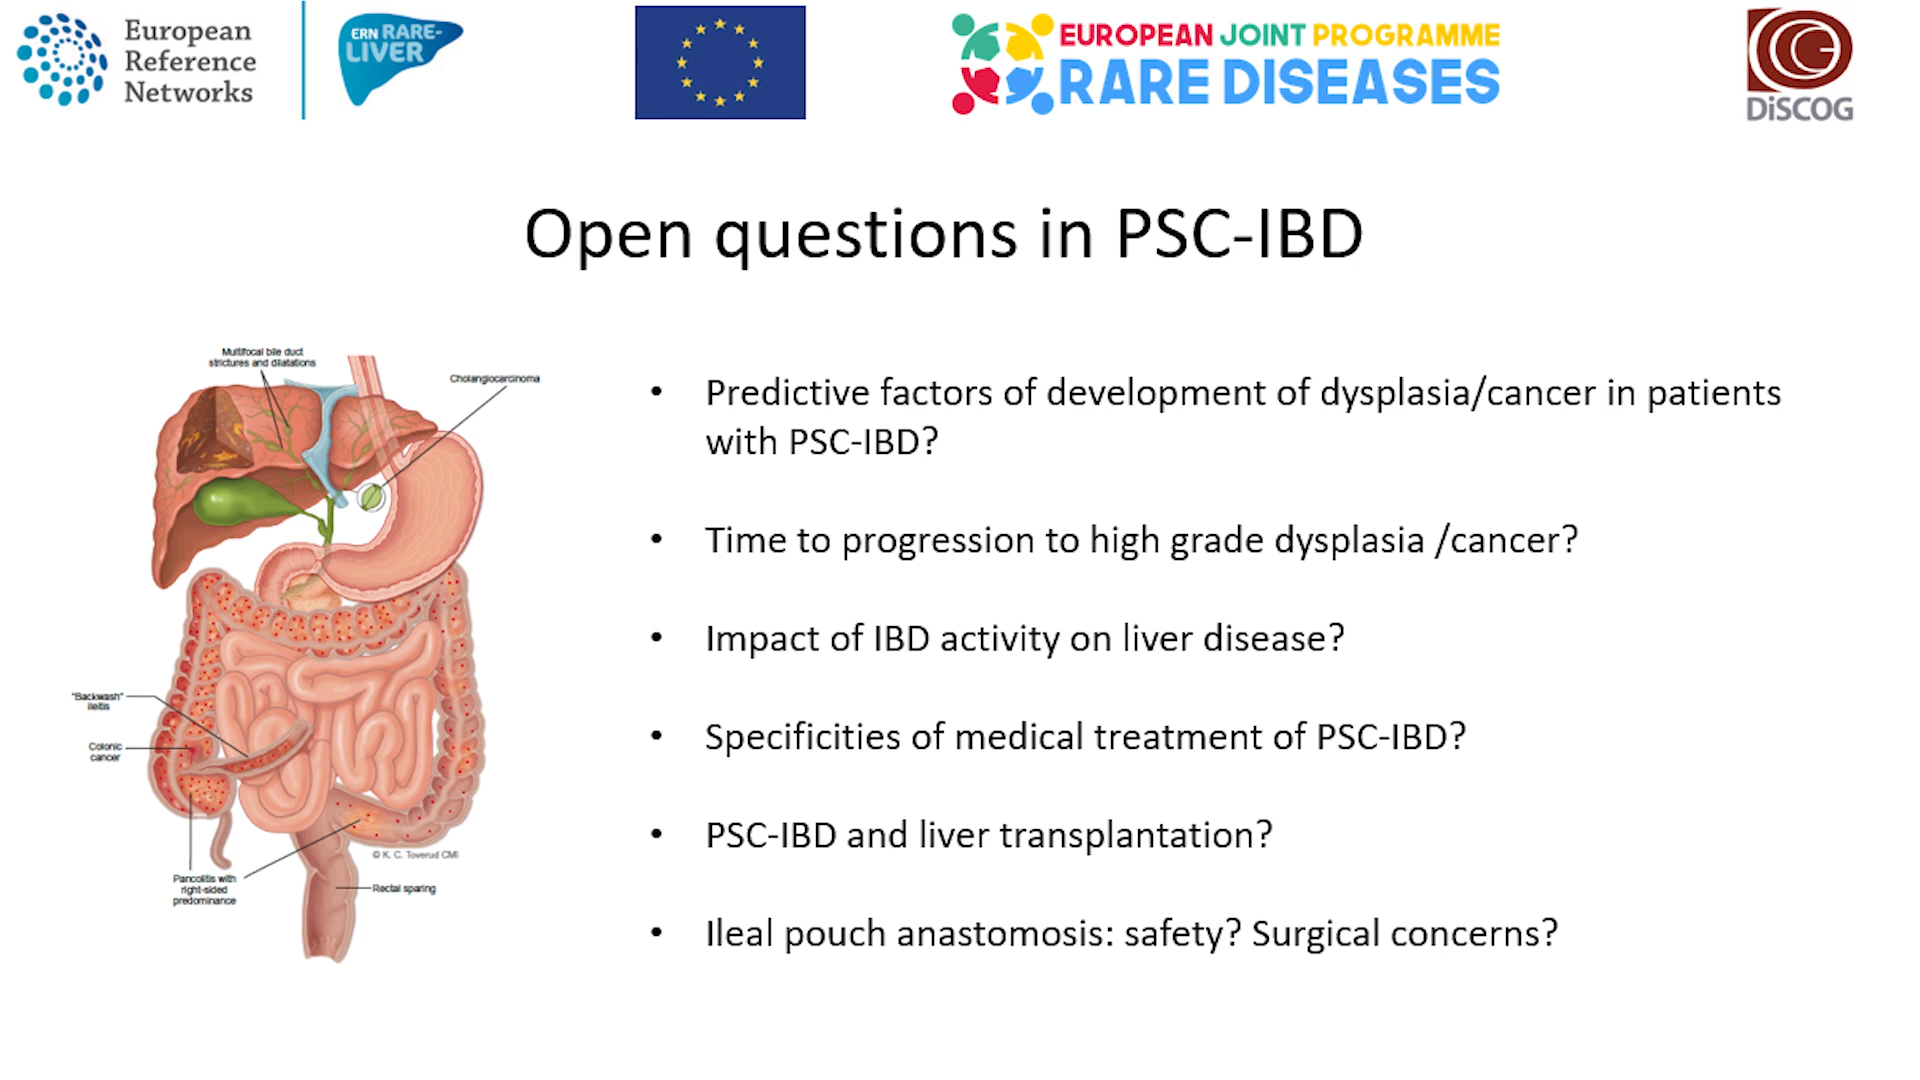 European
Reference
Networks
ERN RARE-
LIVER
EUROPEAN JOINT PROGRAMME
RARE DISEASES
DiSCOG
Open questions in PSC-IBD
Multifocal bile duct
strictures and dilatations
Cholangiocarcinoma
"Backwash"
ileitis
Colonic
cancer
© K. C. Toverud CMI
Pancolitis with
right-sided
predominance
Rectal sparing
• Predictive factors of development of dysplasia/cancer in patients
with PSC-IBD?
• Time to progression to high grade dysplasia /cancer?
• Impact of IBD activity on liver disease?
• Specificities of medical treatment of PSC-IBD?
• PSC-IBD and liver transplantation?
• Ileal pouch anastomosis: safety? Surgical concerns?